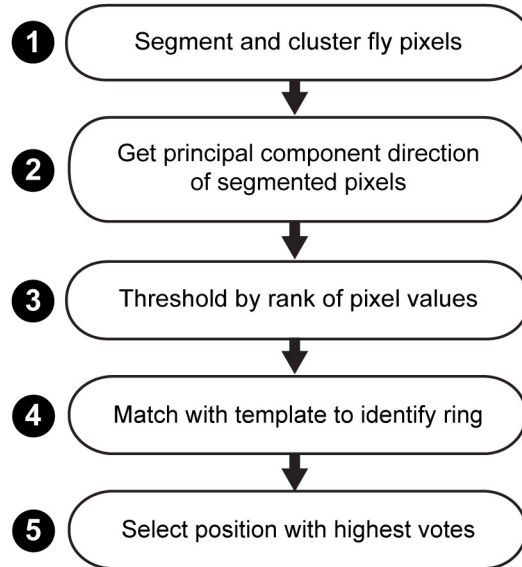 1 Segment and cluster fly pixels
2 Get principal component direction
of segmented pixels
3 Threshold by rank of pixel values
4 Match with template to identify ring
5 Select position with highest votes